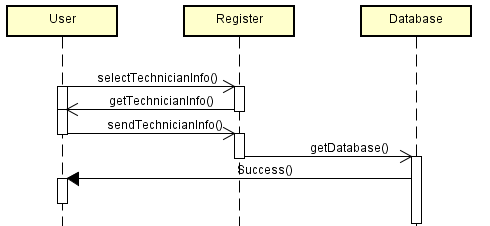 User
Register
Database
selectTechnicianInfo()
getTechnicianInfo()
sendTechnicianInfo()
getDatabase()
Success()